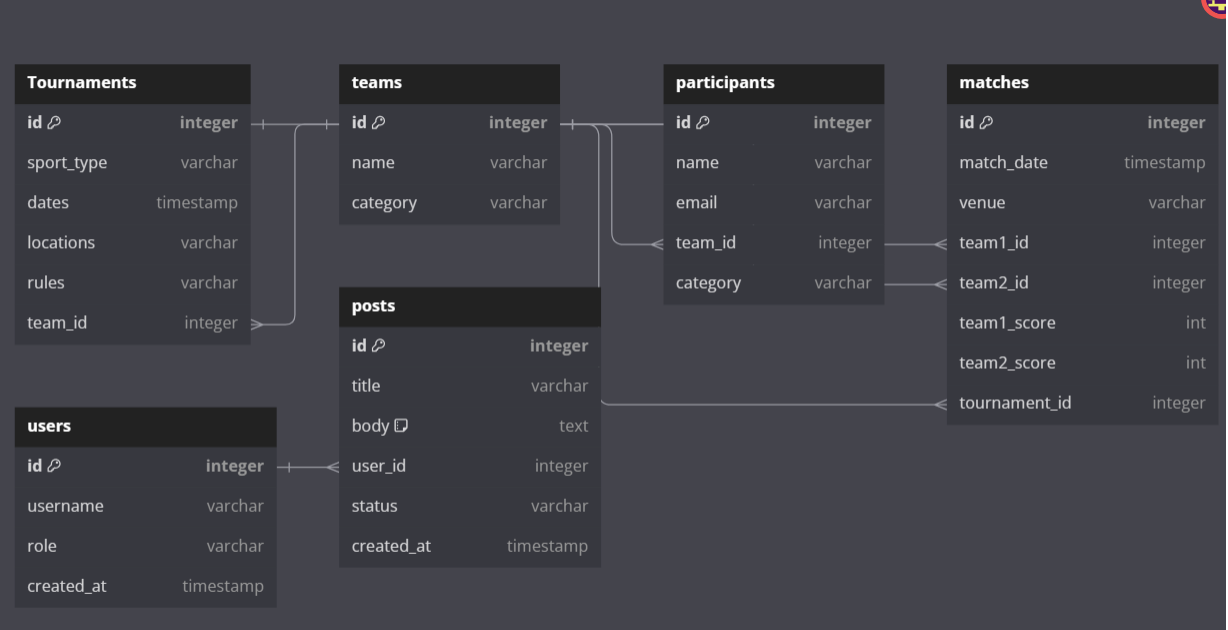 Tournaments
id integer
sport_type varchar
dates timestamp
locations varchar
rules varchar
team_id integer
teams
id integer
name varchar
category varchar
participants
id integer
name varchar
email varchar
team_id integer
category varchar
matches
id integer
match_date timestamp
venue varchar
team1_id integer
team2_id integer
team1_score int
team2_score int
tournament_id integer
posts
id integer
title varchar
body text
user_id integer
status varchar
created_at timestamp
users
id integer
username varchar
role varchar
created_at timestamp